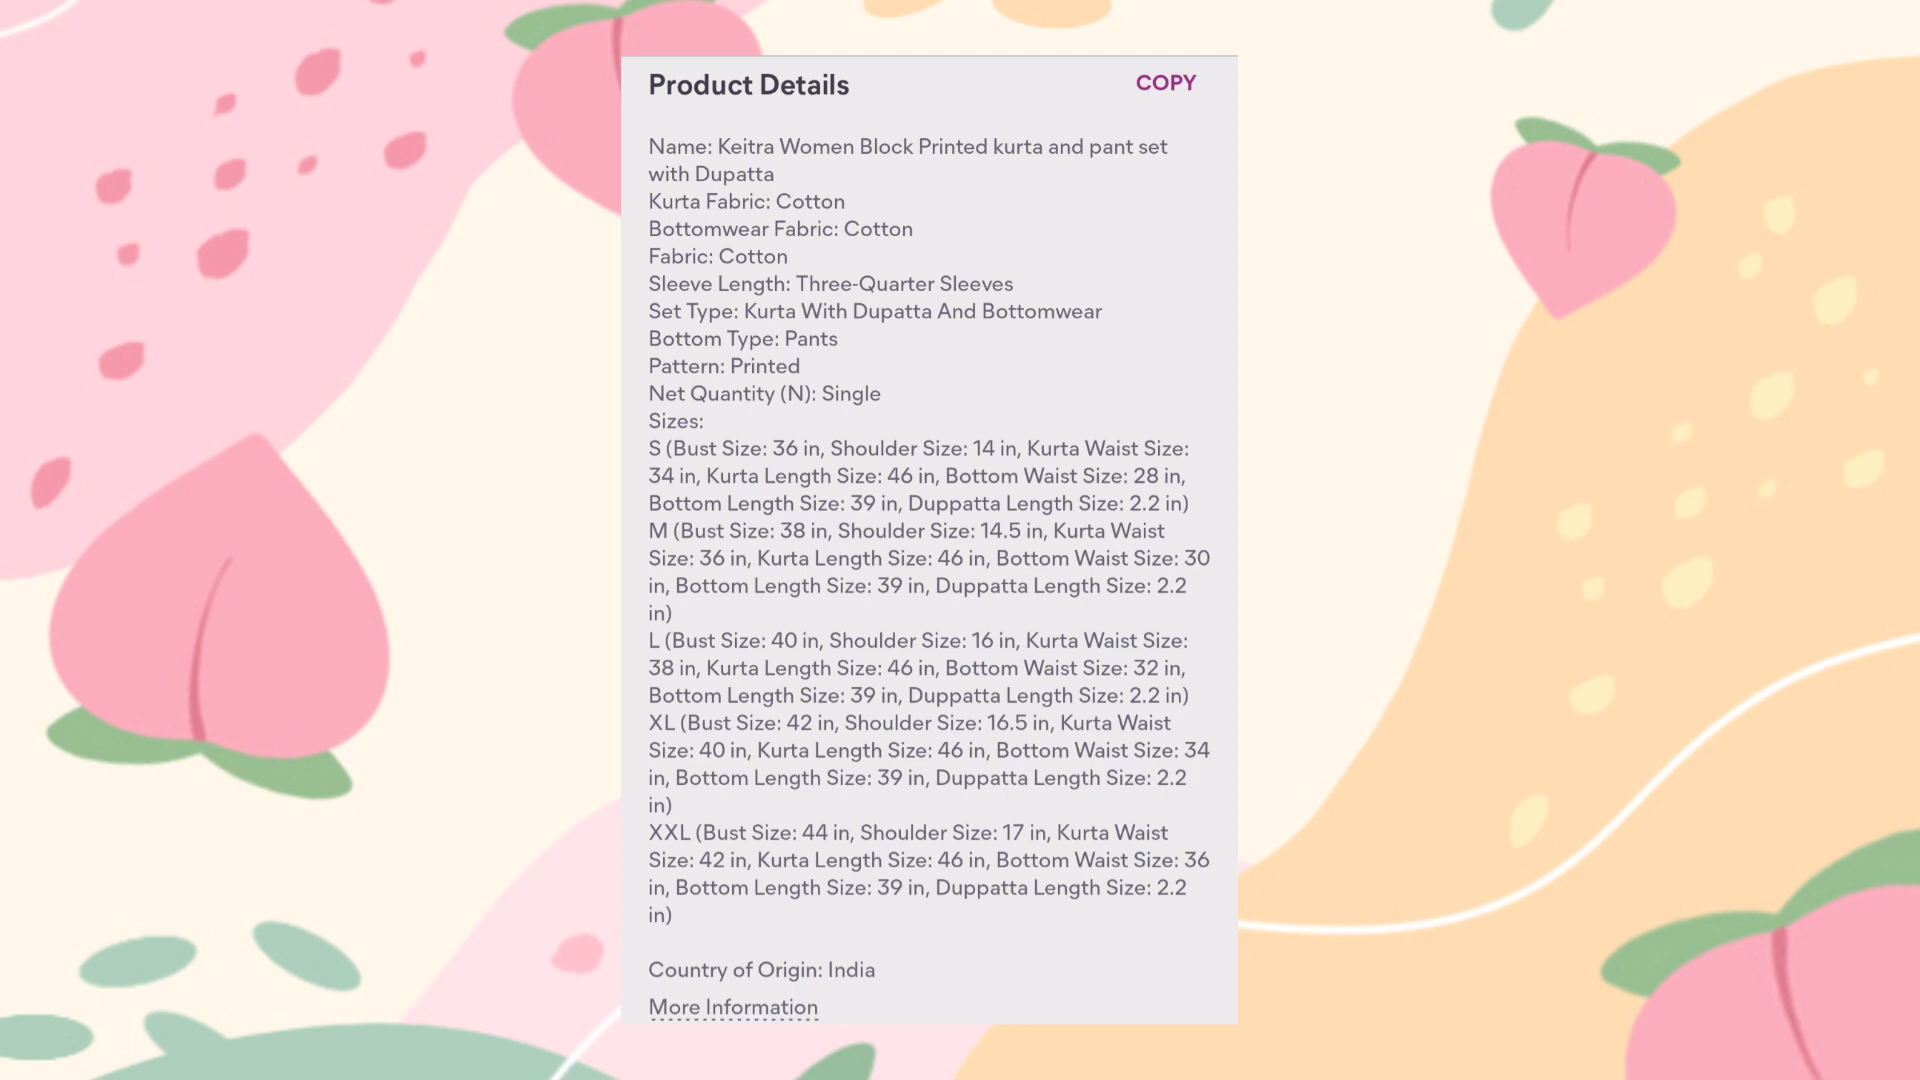 Product Details
COPY
Name: Keitra Women Block Printed kurta and pant set
with Dupatta
Kurta Fabric: Cotton
Bottomwear Fabric: Cotton
Fabric: Cotton
Sleeve Length: Three-Quarter Sleeves
Set Type: Kurta With Dupatta And Bottomwear
Bottom Type: Pants
Pattern: Printed
Net Quantity (N): Single
Sizes:
S (Bust Size: 36 in, Shoulder Size: 14 in, Kurta Waist Size:
34 in, Kurta Length Size: 46 in, Bottom Waist Size: 28 in,
Bottom Length Size: 39 in, Duppatta Length Size: 2.2 in)
M (Bust Size: 38 in, Shoulder Size: 14.5 in, Kurta Waist
Size: 36 in, Kurta Length Size: 46 in, Bottom Waist Size: 30
in, Bottom Length Size: 39 in, Duppatta Length Size: 2.2
in)
L (Bust Size: 40 in, Shoulder Size: 16 in, Kurta Waist Size:
38 in, Kurta Length Size: 46 in, Bottom Waist Size: 32 in,
Bottom Length Size: 39 in, Duppatta Length Size: 2.2 in)
XL (Bust Size: 42 in, Shoulder Size: 16.5 in, Kurta Waist
Size: 40 in, Kurta Length Size: 46 in, Bottom Waist Size: 34
in, Bottom Length Size: 39 in, Duppatta Length Size: 2.2
in)
XXL (Bust Size: 44 in, Shoulder Size: 17 in, Kurta Waist
Size: 42 in, Kurta Length Size: 46 in, Bottom Waist Size: 36
in, Bottom Length Size: 39 in, Duppatta Length Size: 2.2
in)
Country of Origin: India
More Information